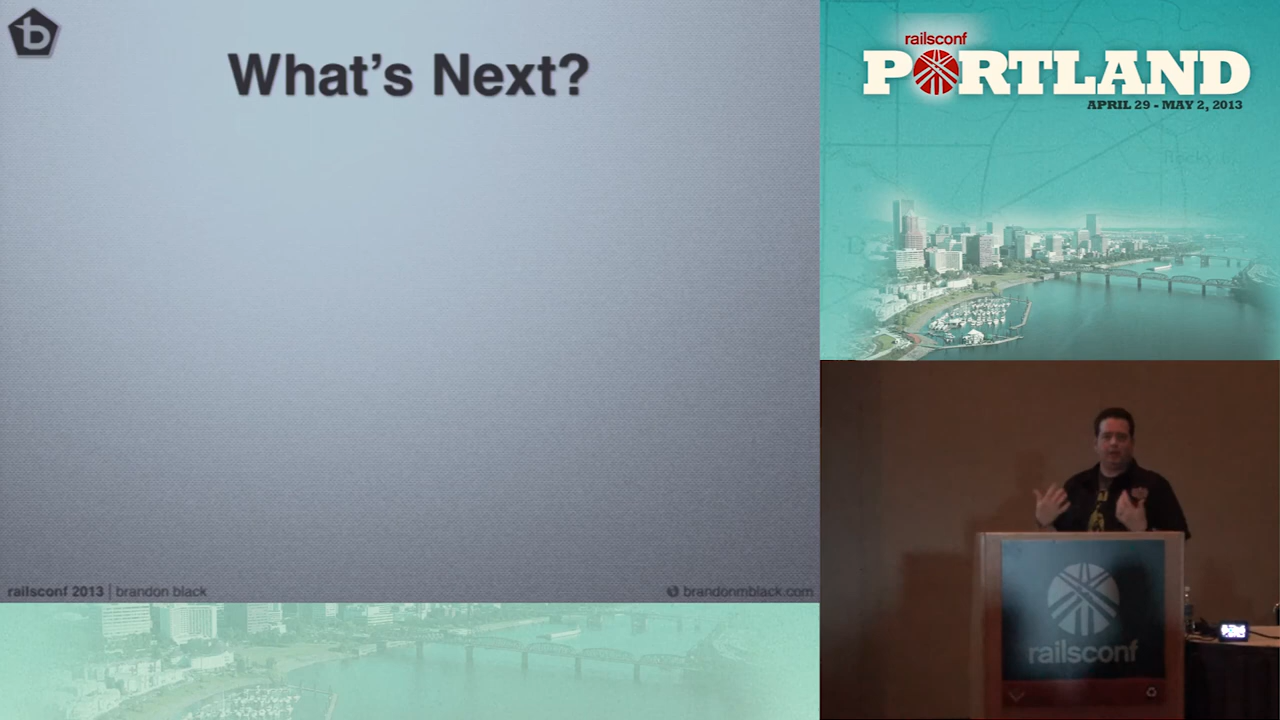 What's Next?
railsconf 2013 | brandon black
brandonmblack.com
railsconf
PORTLAND
APRIL 29 - MAY 2, 2013
railsconf